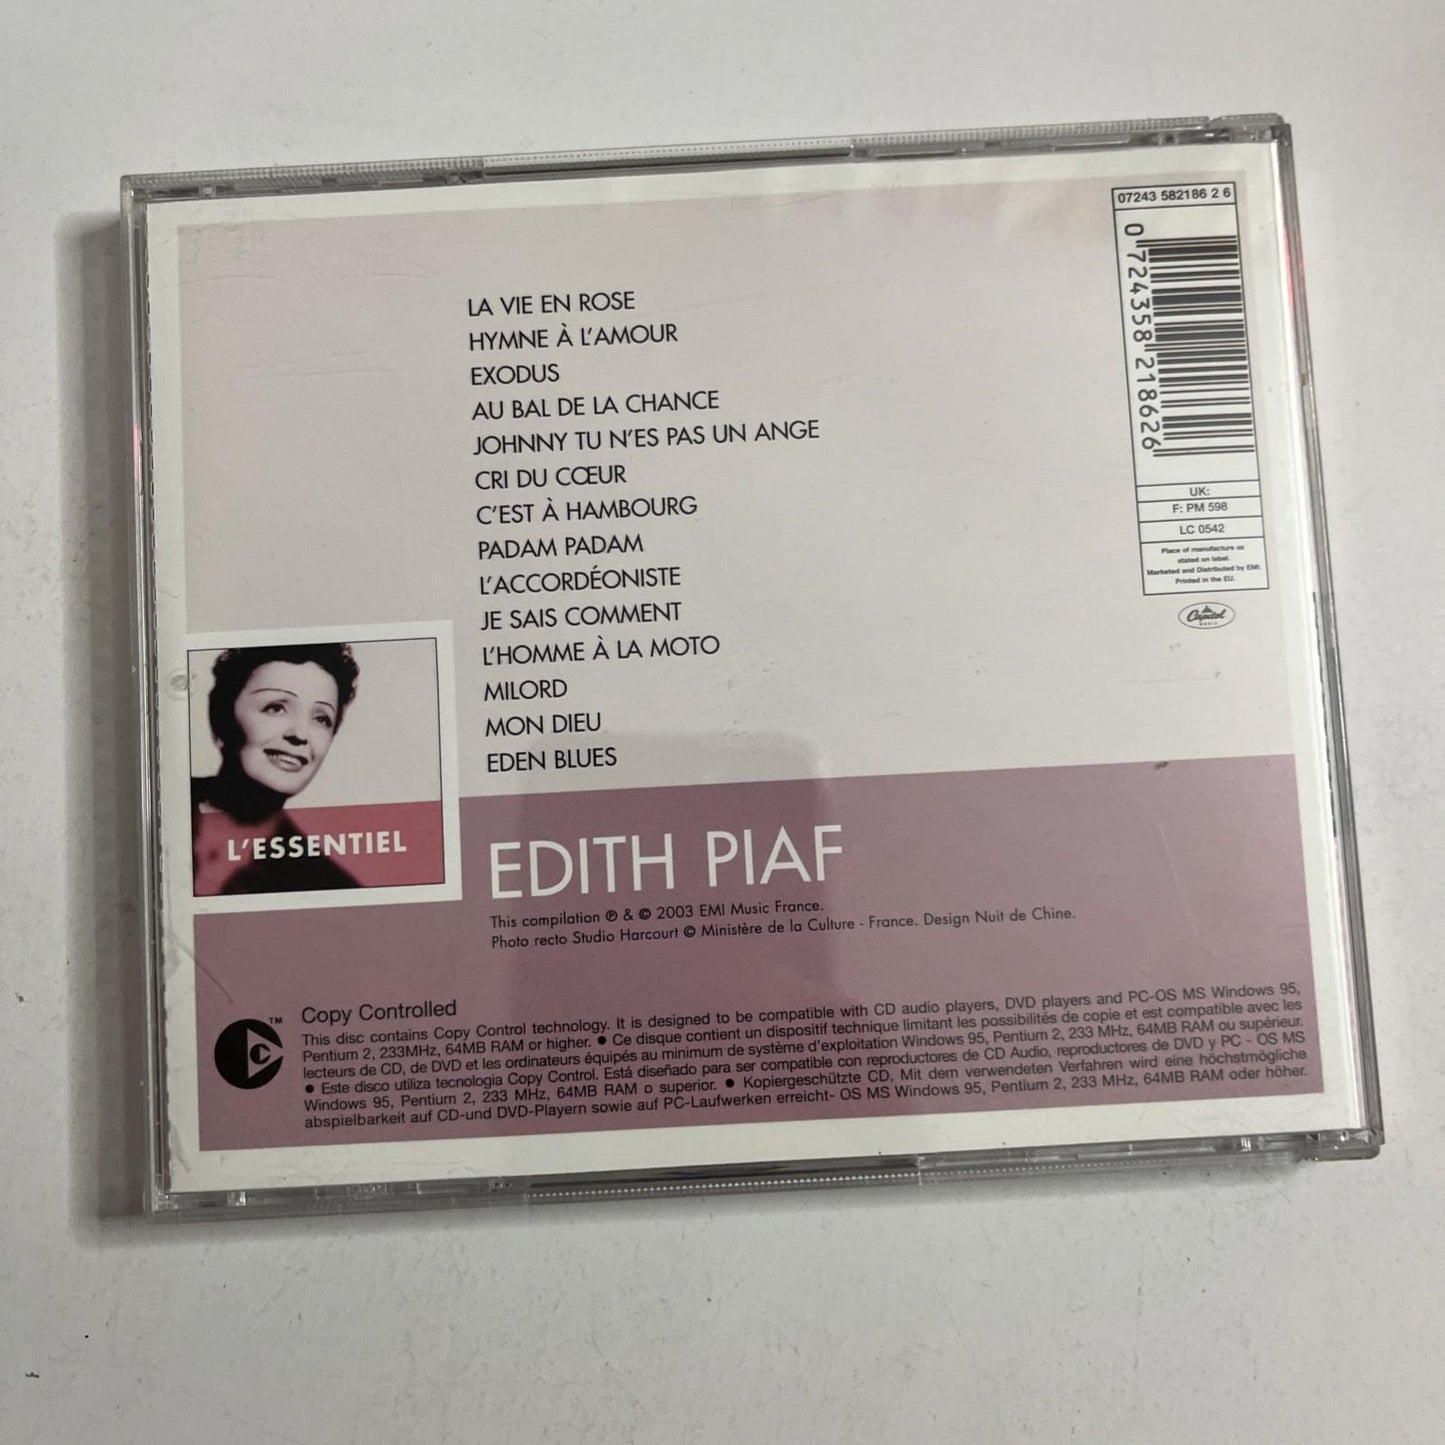 07243 582186 2 6
0 724358 218626
UK:
F: PM 598
LC 0542
Place of manufacture as
stated on label.
Marketed and Distributed by EMI.
Printed in the EU.
Capitol
MUSIC
LA VIE EN ROSE
HYMNE À L'AMOUR
EXODUS
AU BAL DE LA CHANCE
JOHNNY TU N'ES PAS UN ANGE
CRI DU CŒUR
C'EST À HAMBOURG
PADAM PADAM
L'ACCORDÉONISTE
JE SAIS COMMENT
L'HOMME À LA MOTO
MILORD
MON DIEU
EDEN BLUES
L'ESSENTIEL
EDITH PIAF
This compilation ℗ & © 2003 EMI Music France.
Photo recto Studio Harcourt © Ministère de la Culture - France. Design Nuit de Chine.
™
Copy Controlled
This disc contains Copy Control technology. It is designed to be compatible with CD audio players, DVD players and PC-OS MS Windows 95,
Pentium 2, 233MHz, 64MB RAM or higher. ● Ce disque contient un dispositif technique limitant les possibilités de copie et est compatible avec les
lecteurs de CD, de DVD et les ordinateurs équipés au minimum de système d'exploitation Windows 95, Pentium 2, 233 MHz, 64MB RAM ou supérieur.
● Este disco utiliza tecnologia Copy Control. Está diseñado para ser compatible con reproductores de CD Audio, reproductores de DVD y PC - OS MS
Windows 95, Pentium 2, 233 MHz, 64MB RAM o superior. ● Kopiergeschützte CD. Mit dem verwendeten Verfahren wird eine höchstmögliche
abspielbarkeit auf CD-und DVD-Playern sowie auf PC-Laufwerken erreicht- OS MS Windows 95, Pentium 2, 233 MHz, 64MB RAM oder höher.